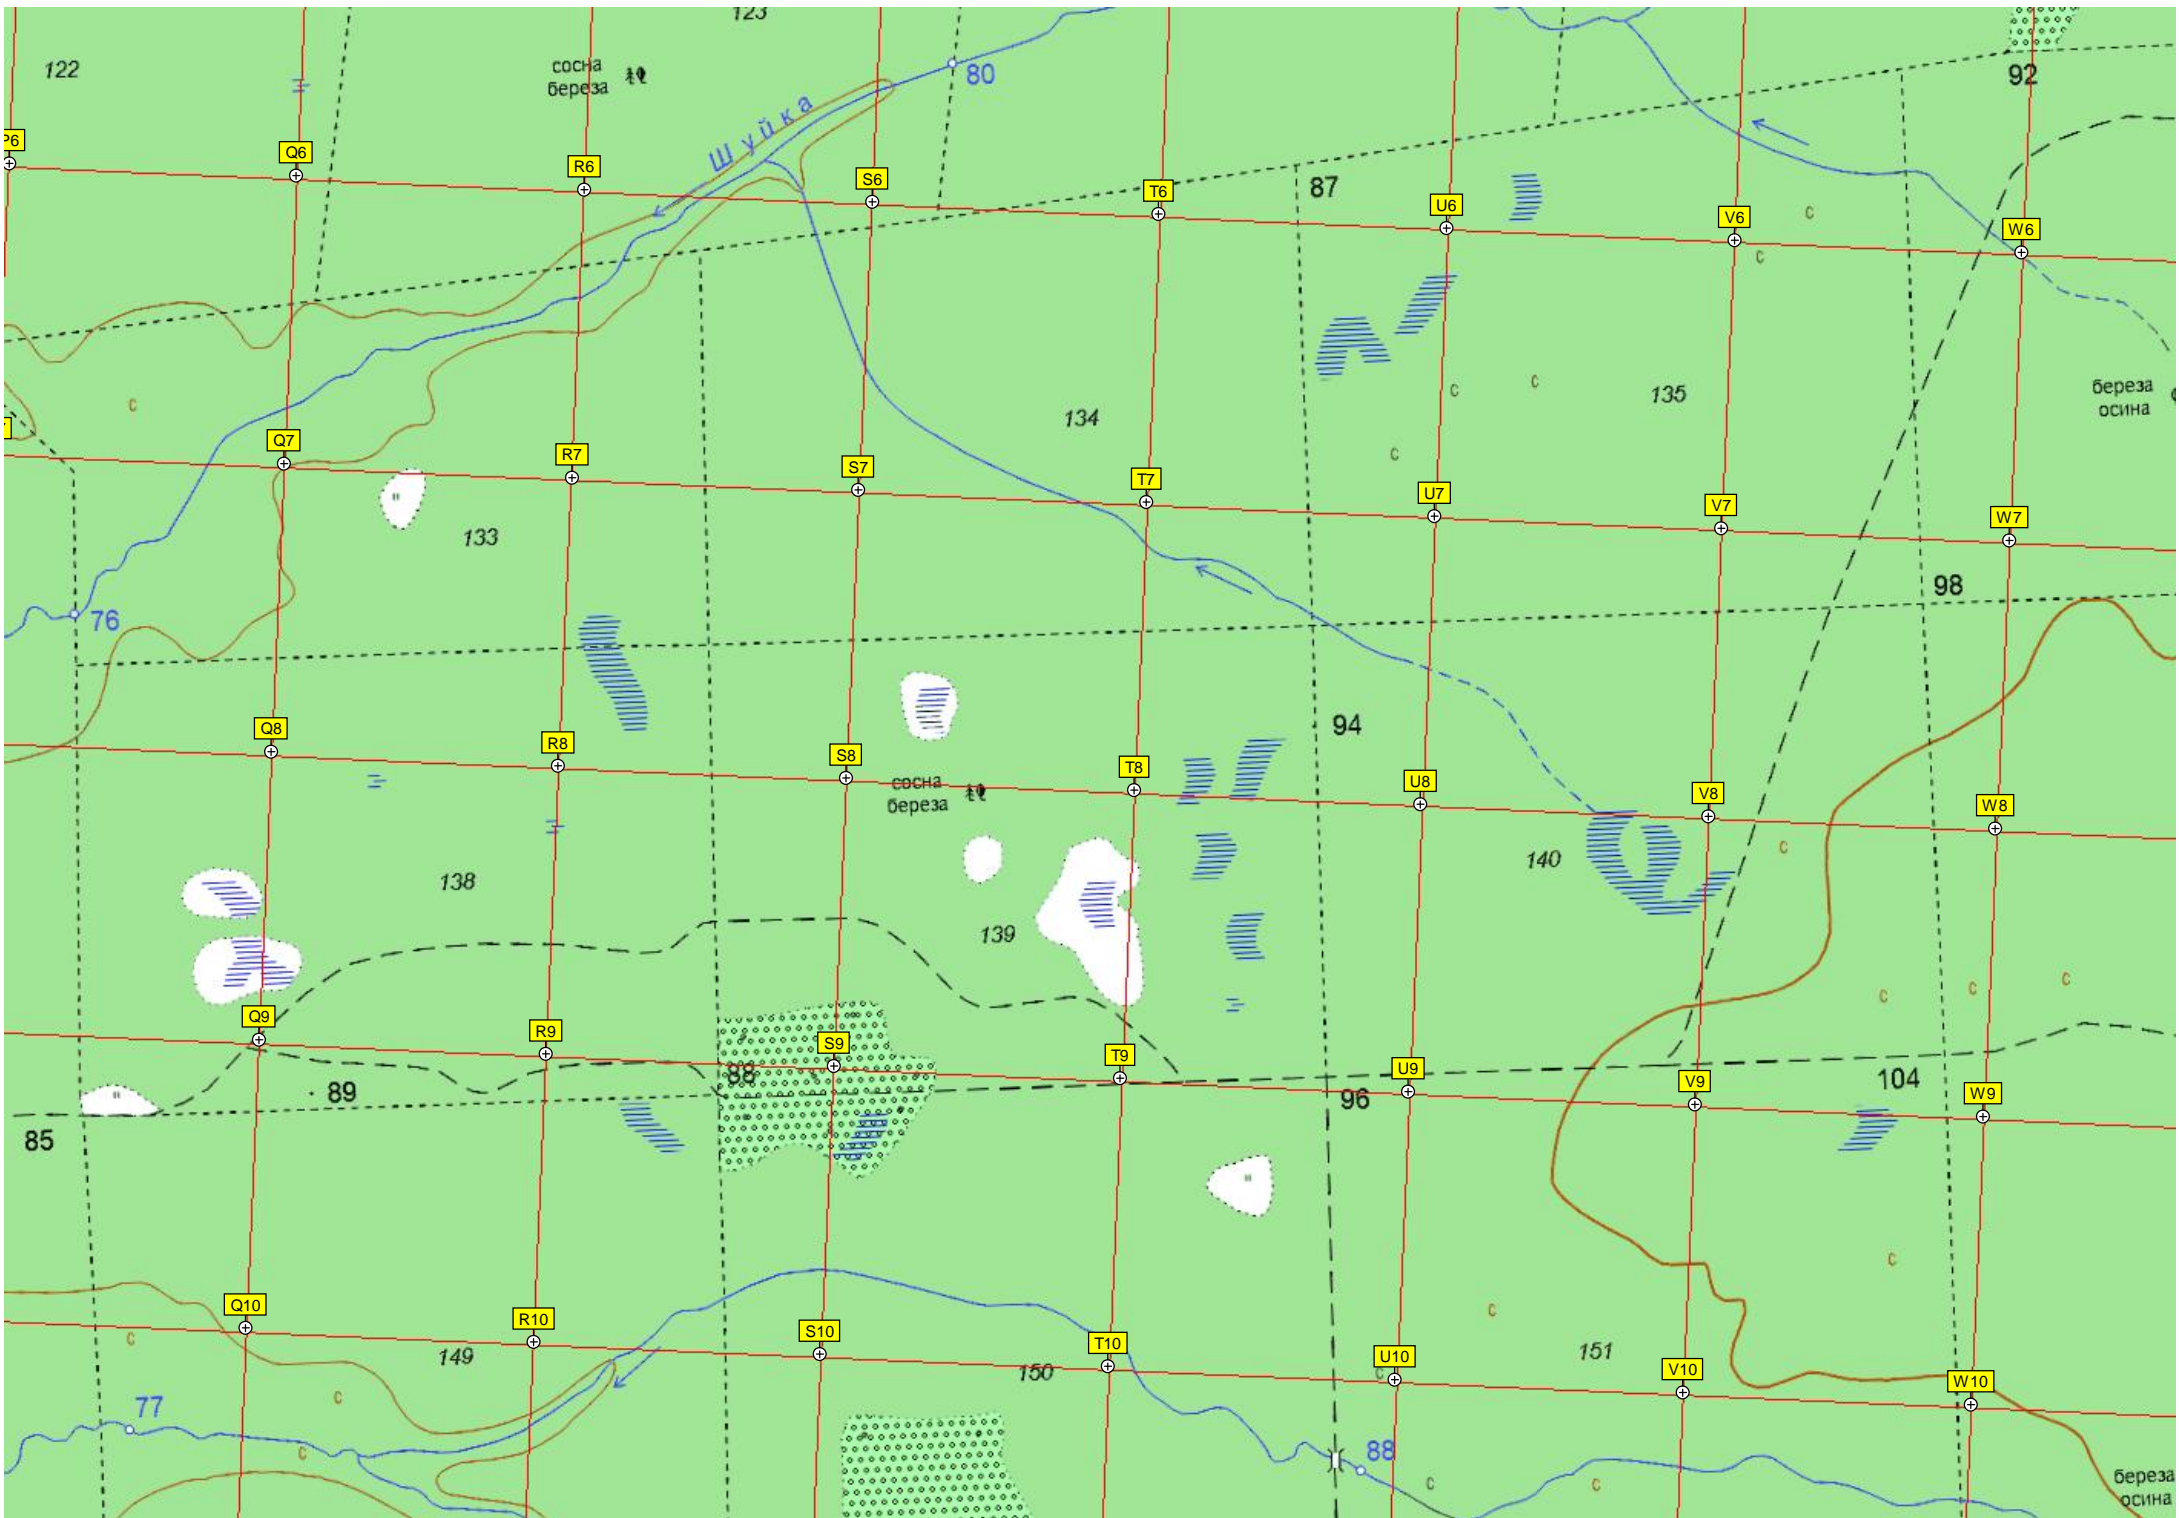 123
122
сосна
береза
80
92
Шуйка
P6
Q6
R6
S6
T6
87
U6
V6
с
W6
с
135
с
с
береза
осина
с
134
7
Q7
R7
с
S7
T7
U7
V7
W7
133
98
76
94
Q8
R8
S8
T8
U8
V8
W8
сосна
береза
с
140
138
139
с
с
с
Q9
R9
S9
T9
U9
V9
W9
88
89
96
104
85
с
Q10
R10
S10
T10
U10
V10
W10
с
с
149
150
с
151
с
77
88
с
с
с
береза
осина